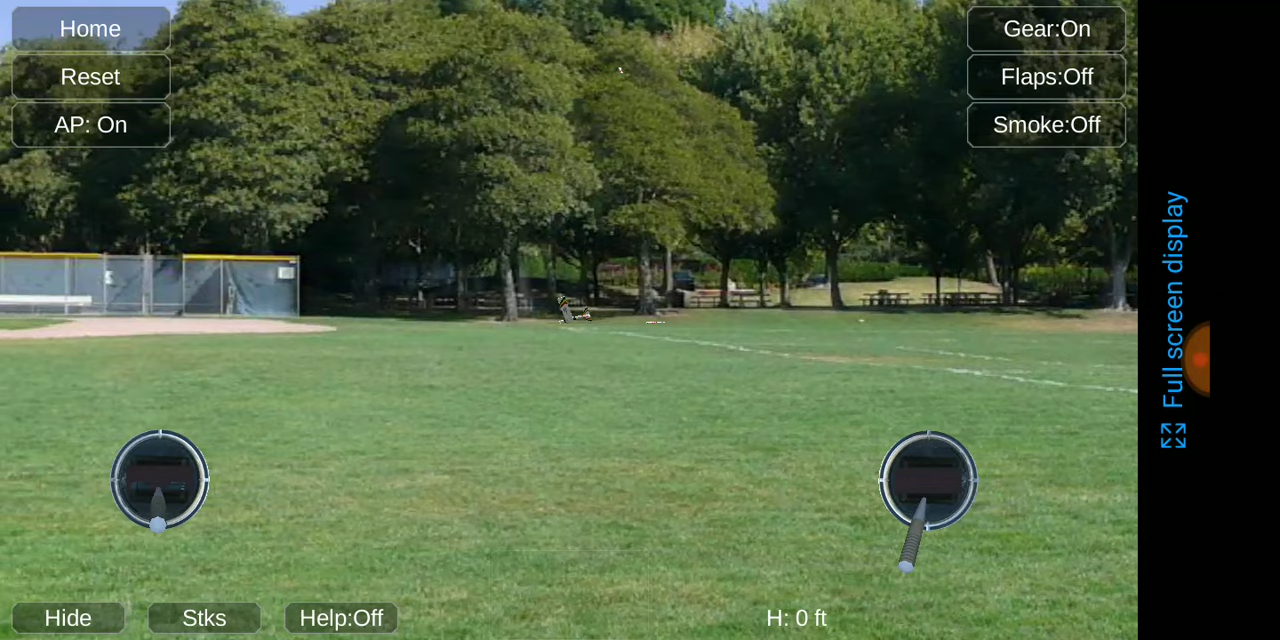 Home
Reset
AP: On
Gear:On
Flaps:Off
Smoke:Off
Full screen display
Hide
Stks
Help:Off
H: 0 ft